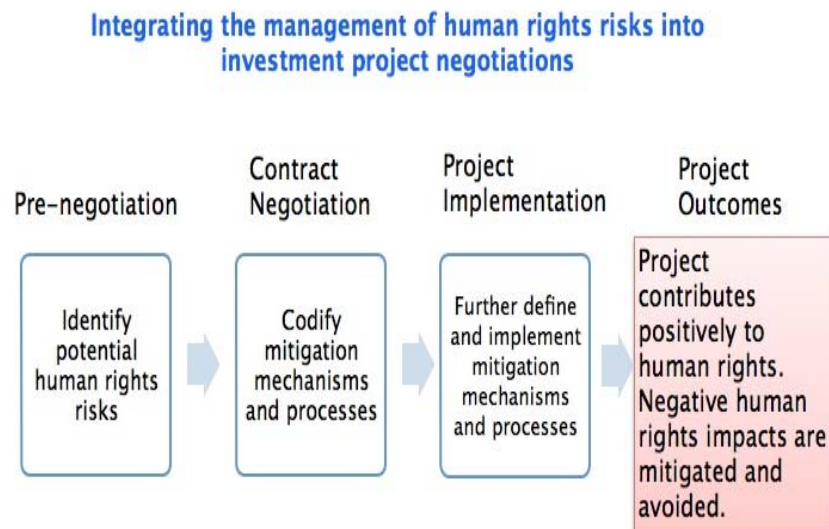 Integrating the management of human rights risks into
investment project negotiations
Pre-negotiation
Contract
Negotiation
Project
Implementation
Project
Outcomes
Identify
potential
human rights
risks
Codify
mitigation
mechanisms
and processes
Further define
and implement
mitigation
mechanisms
and processes
Project
contributes
positively to
human rights.
Negative human
rights impacts are
mitigated and
avoided.